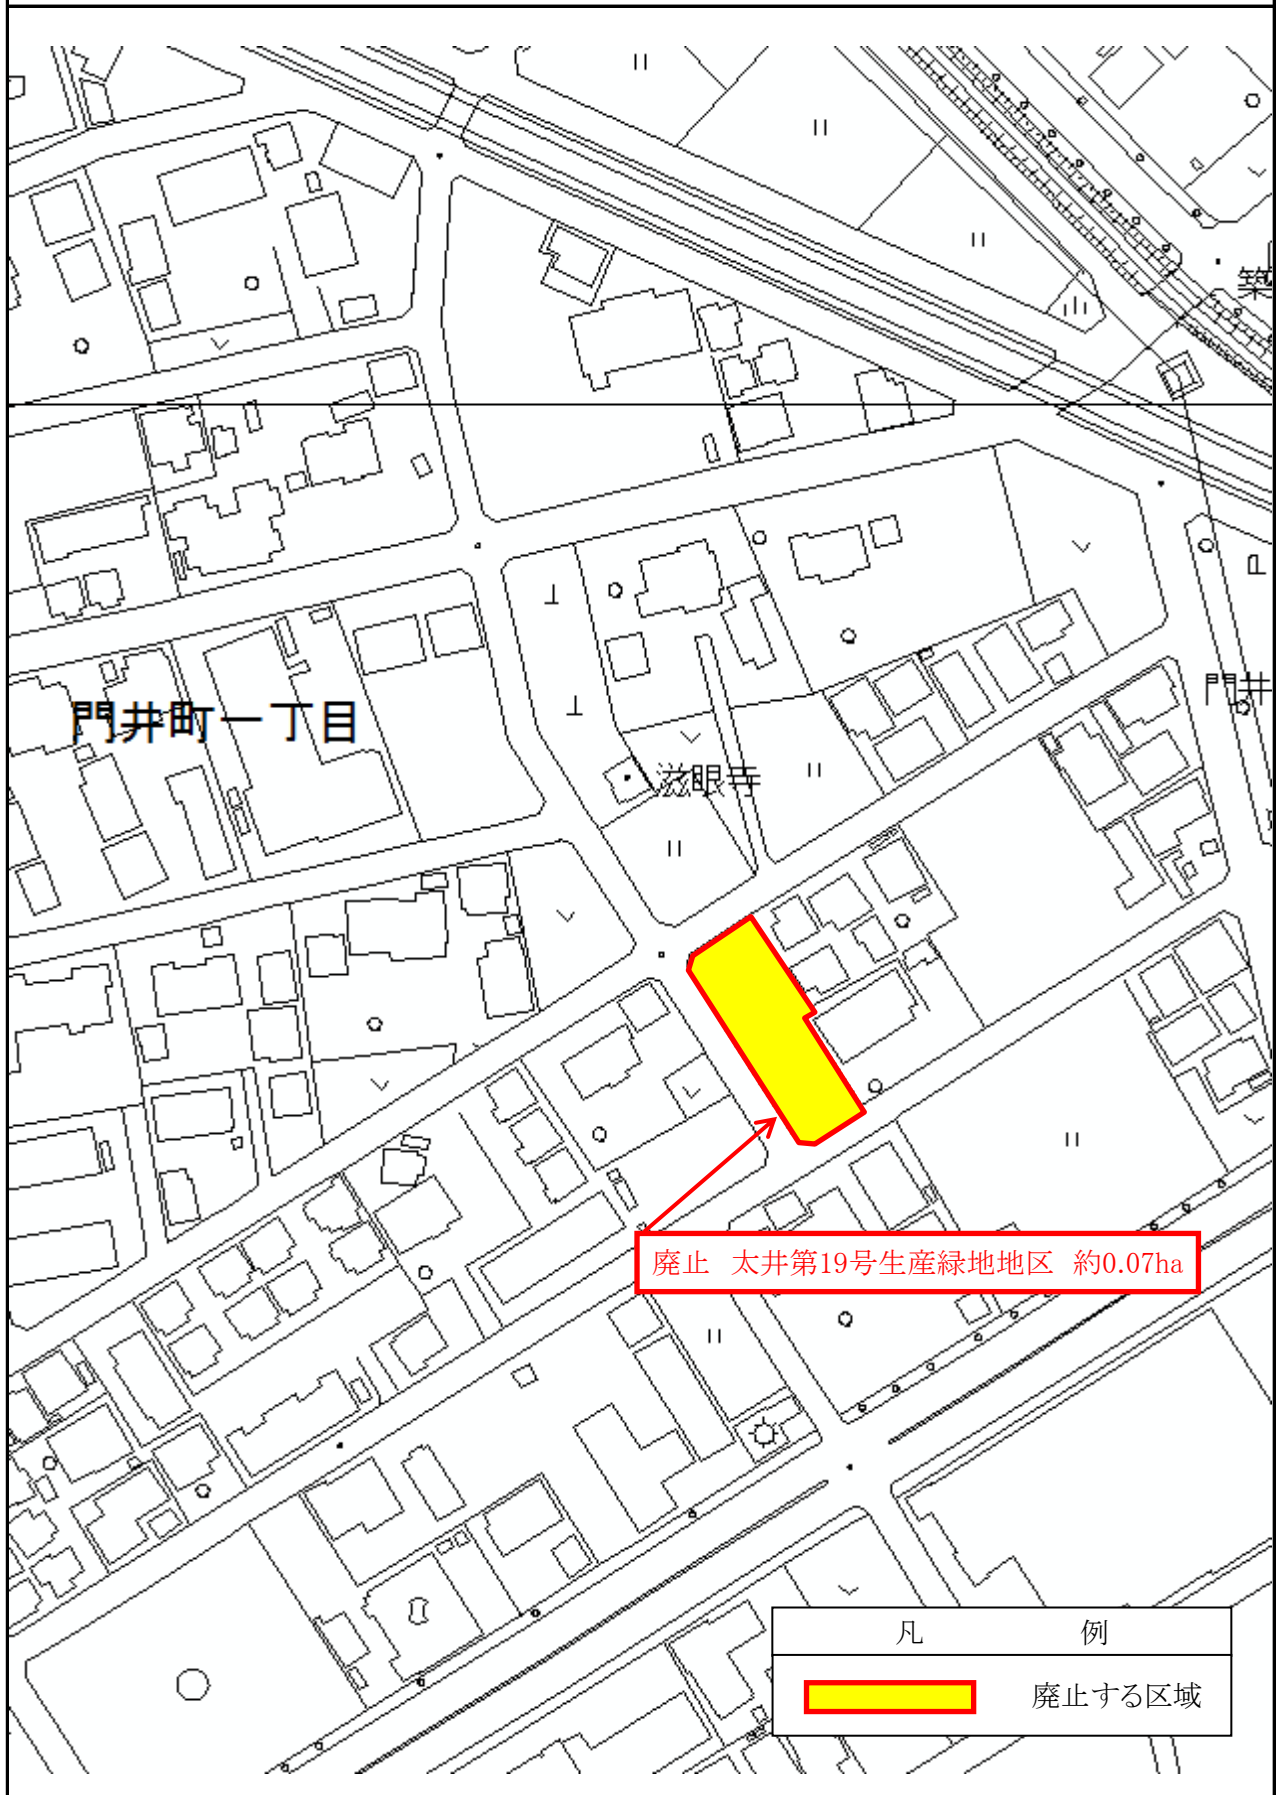 築
門井
門井町一丁目
滋眼寺
廃止 太井第19号生産緑地地区 約0.07ha
凡 例
廃止する区域